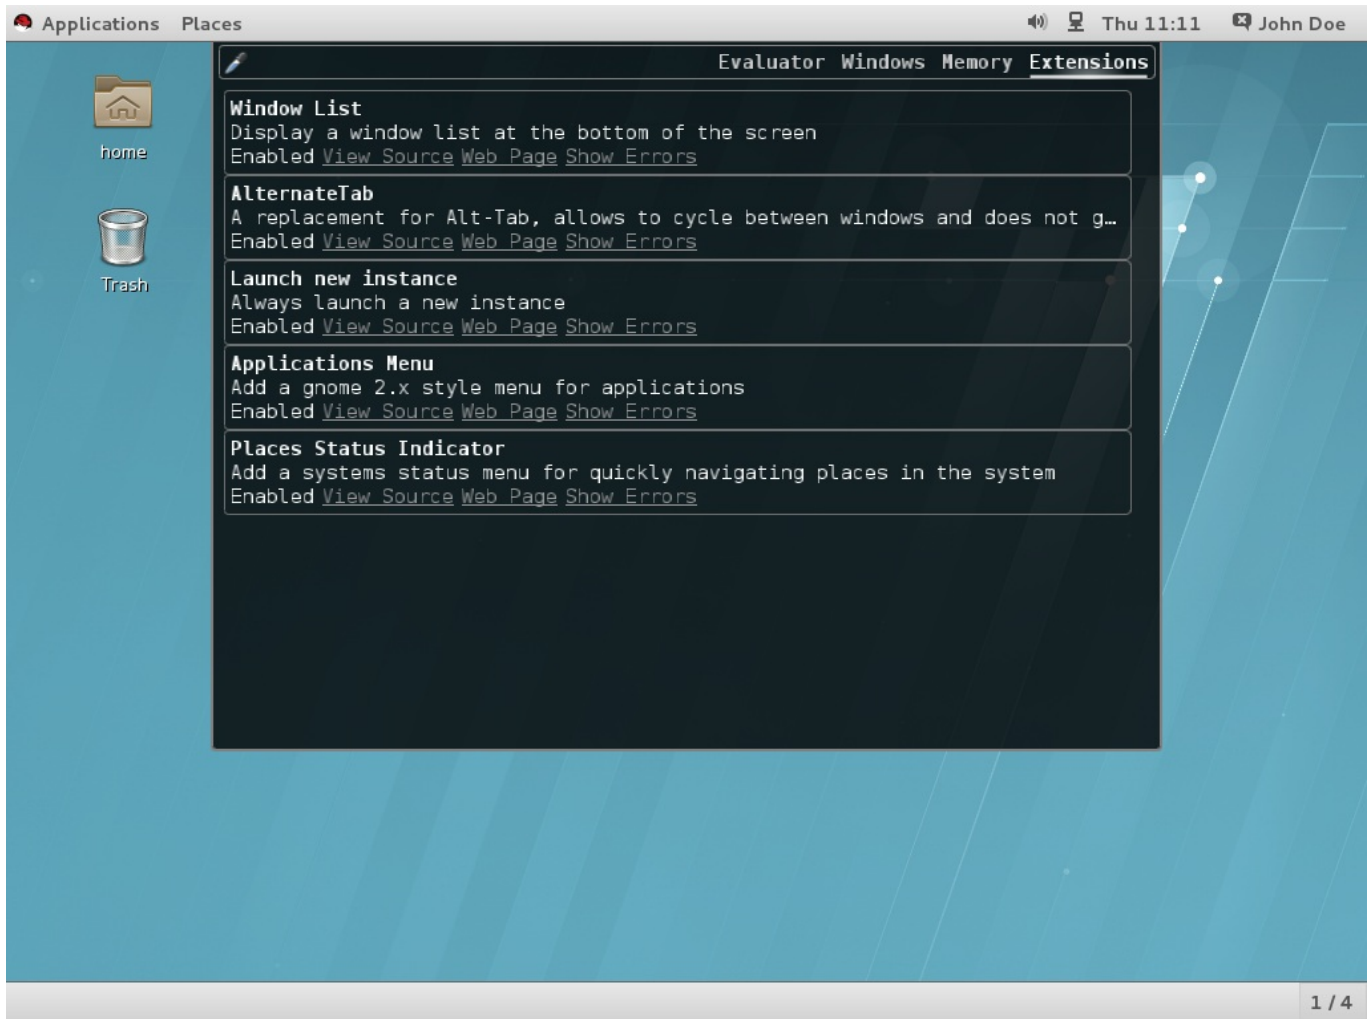 Applications Places Thu 11:11 John Doe
Evaluator Windows Memory Extensions
home
Trash
Window List
Display a window list at the bottom of the screen
Enabled View Source Web Page Show Errors
AlternateTab
A replacement for Alt-Tab, allows to cycle between windows and does not g…
Enabled View Source Web Page Show Errors
Launch new instance
Always launch a new instance
Enabled View Source Web Page Show Errors
Applications Menu
Add a gnome 2.x style menu for applications
Enabled View Source Web Page Show Errors
Places Status Indicator
Add a systems status menu for quickly navigating places in the system
Enabled View Source Web Page Show Errors
1 / 4